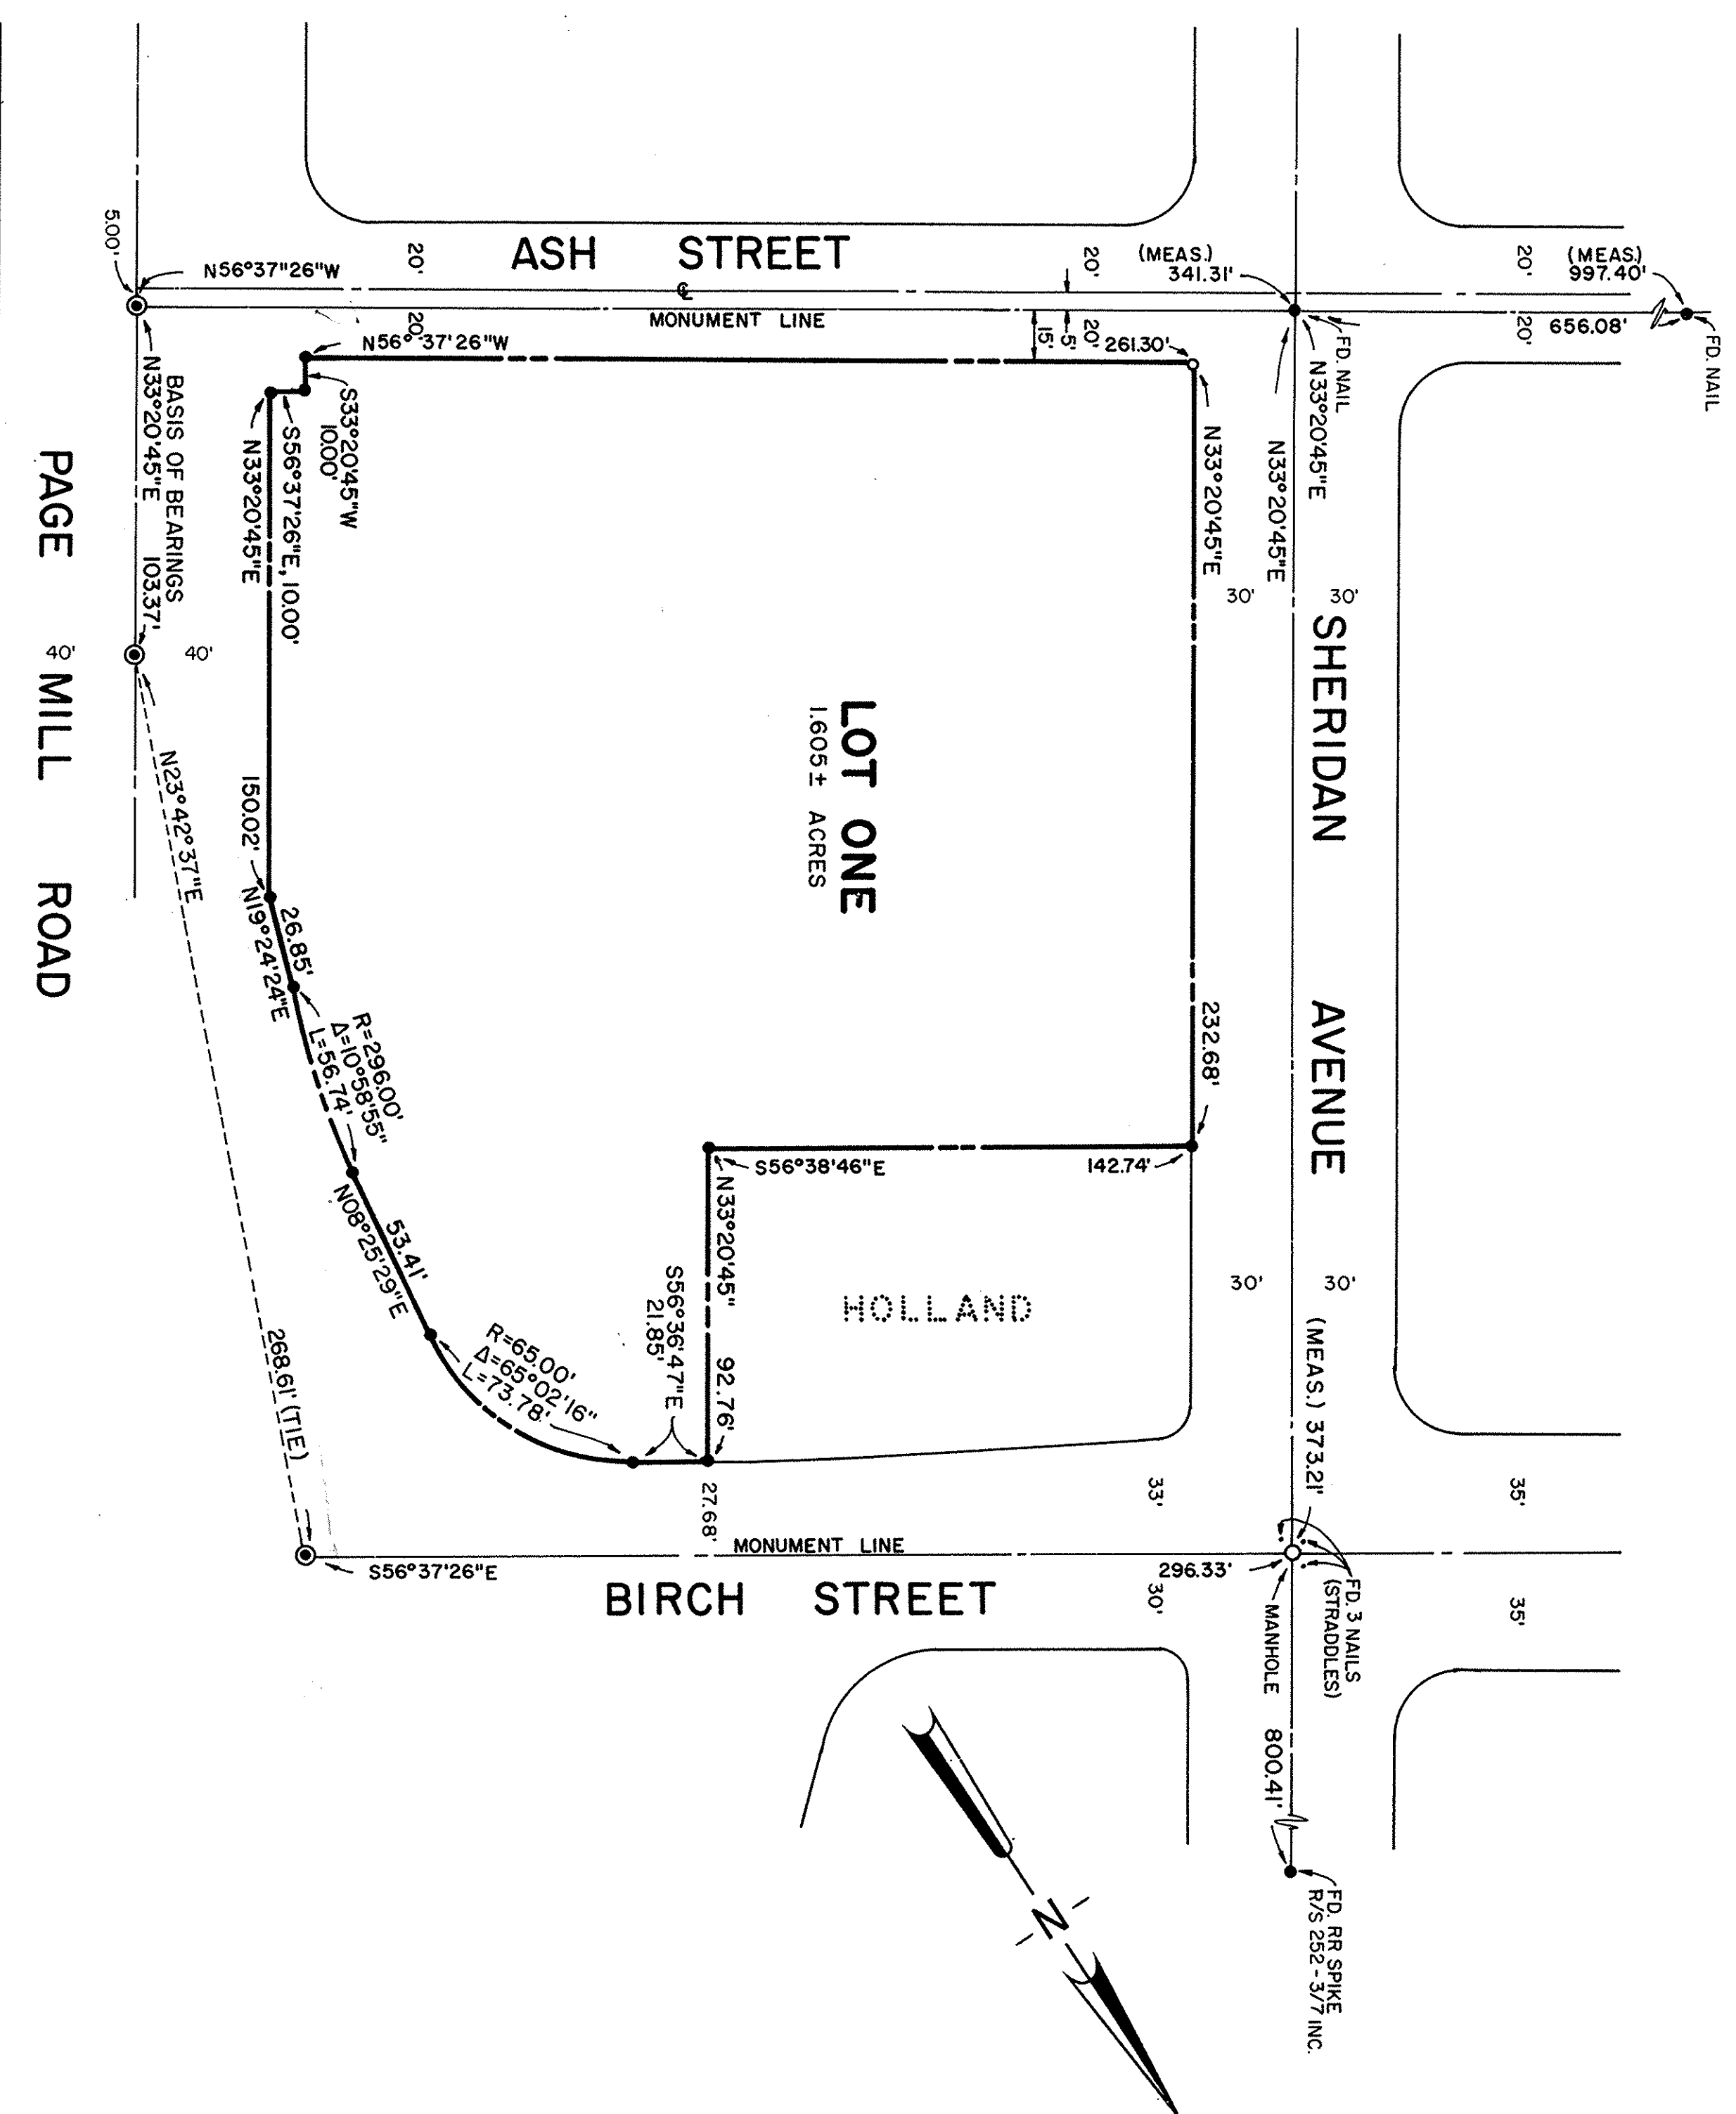 ASH STREET
℄
MONUMENT LINE
5.00'
N56°37"26"W
20'
20'
N56°37'26"W
20'
20'
5'
15'
261.30'
(MEAS.)
341.31'
20'
20'
(MEAS.)
997.40'
656.08'
FD. NAIL
FD. NAIL
N33°20'45"E
N33°20'45"E
N33°20'45"E
S33°20'45"W
10.00'
S56°37'26"E, 10.00'
N33°20'45"E
BASIS OF BEARINGS
N33°20'45"E 103.37'
PAGE MILL ROAD
40'
40'
30'
30'
SHERIDAN AVENUE
LOT ONE
1.605± ACRES
150.02'
N23°42'37"E
268.61' (TIE)
26.85'
N19°24'24"E
R=296.00'
Δ=10°58'55"
L=56.74'
53.41'
N08°25'29"E
R=65.00'
Δ=65°02'16"
L=73.78'
S56°36'47"E
21.85'
232.68'
S56°38'46"E
142.74'
N33°20'45" 92.76'
HOLLAND
30'
30'
(MEAS.) 373.21'
27.68'
33'
35'
MONUMENT LINE
S56°37'26"E
296.33'
BIRCH STREET
30'
35'
FD. 3 NAILS
(STRADDLES)
MANHOLE 800.41'
N
FD. RR SPIKE
R/S 252-3/7 INC.